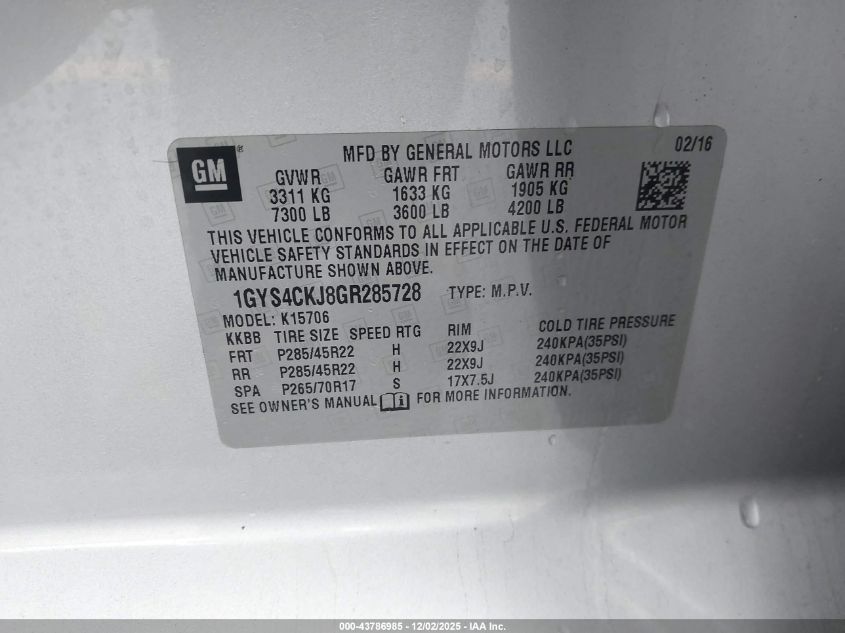 GM ®
MFD BY GENERAL MOTORS LLC 02/16
GVWR GAWR FRT GAWR RR
3311 KG 1633 KG 1905 KG
7300 LB 3600 LB 4200 LB
THIS VEHICLE CONFORMS TO ALL APPLICABLE U.S. FEDERAL MOTOR
VEHICLE SAFETY STANDARDS IN EFFECT ON THE DATE OF
MANUFACTURE SHOWN ABOVE.
1GYS4CKJ8GR285728 TYPE: M.P.V.
MODEL: K15706
KKBB TIRE SIZE SPEED RTG RIM COLD TIRE PRESSURE
FRT P285/45R22 H 22X9J 240KPA(35PSI)
RR P285/45R22 H 22X9J 240KPA(35PSI)
SPA P265/70R17 S 17X7.5J 240KPA(35PSI)
SEE OWNER'S MANUAL FOR MORE INFORMATION.
000-43786985 - 12/02/2025 - IAA Inc.